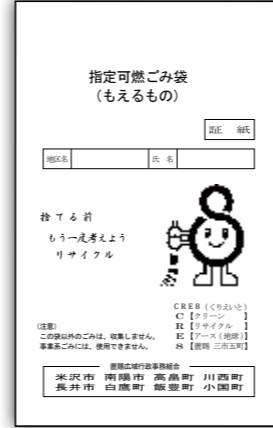 指定可燃ごみ袋
（もえるもの）
証 紙
地区名
氏 名
捨てる前
もう一度考えよう
リサイクル
CRE8（くりえいと）
C【クリーン】
R【リサイクル】
E【アース（地球）】
8【置賜 三市五町】
（注意）
この袋以外のごみは、収集しません。
事業系ごみには、使用できません。
置賜広域行政事務組合
米沢市 南陽市 高畠町 川西町
長井市 白鷹町 飯豊町 小国町